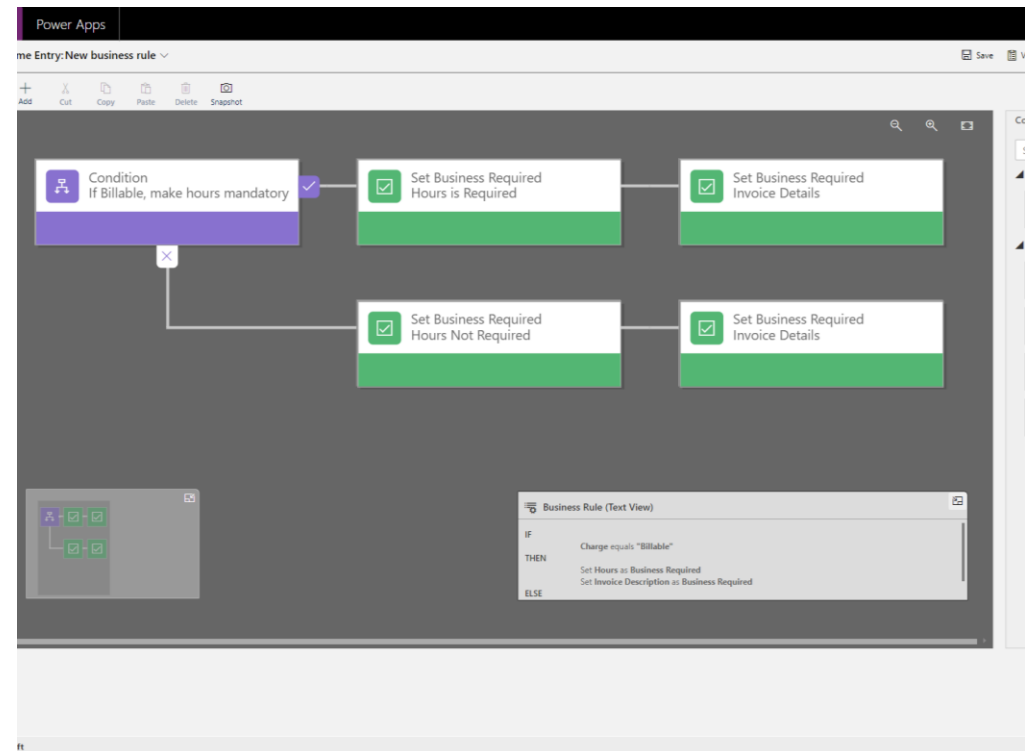 Power Apps
me Entry: New business rule
Save
Add
Cut
Copy
Paste
Delete
Snapshot
Condition
If Billable, make hours mandatory
Set Business Required
Hours is Required
Set Business Required
Invoice Details
Set Business Required
Hours Not Required
Set Business Required
Invoice Details
Business Rule (Text View)
IF
Charge equals "Billable"
THEN
Set Hours as Business Required
Set Invoice Description as Business Required
ELSE